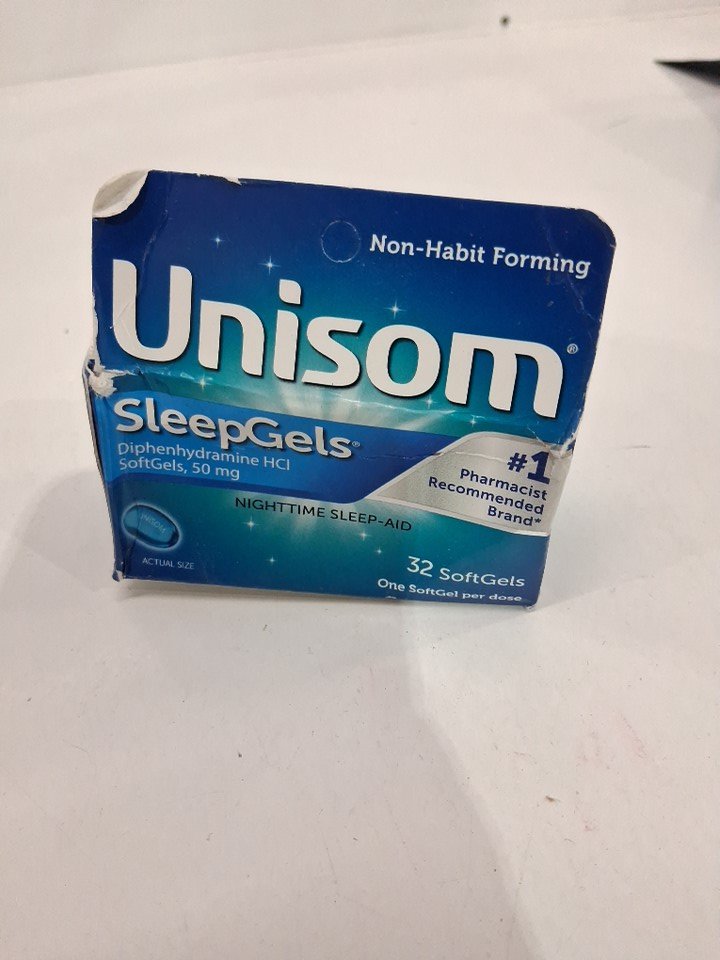 Non-Habit Forming
Unisom®
SleepGels®
Diphenhydramine HCl
SoftGels, 50 mg
#1
Pharmacist
Recommended
Brand*
NIGHTTIME SLEEP-AID
UNISOM
ACTUAL SIZE
32 SoftGels
One SoftGel per dose